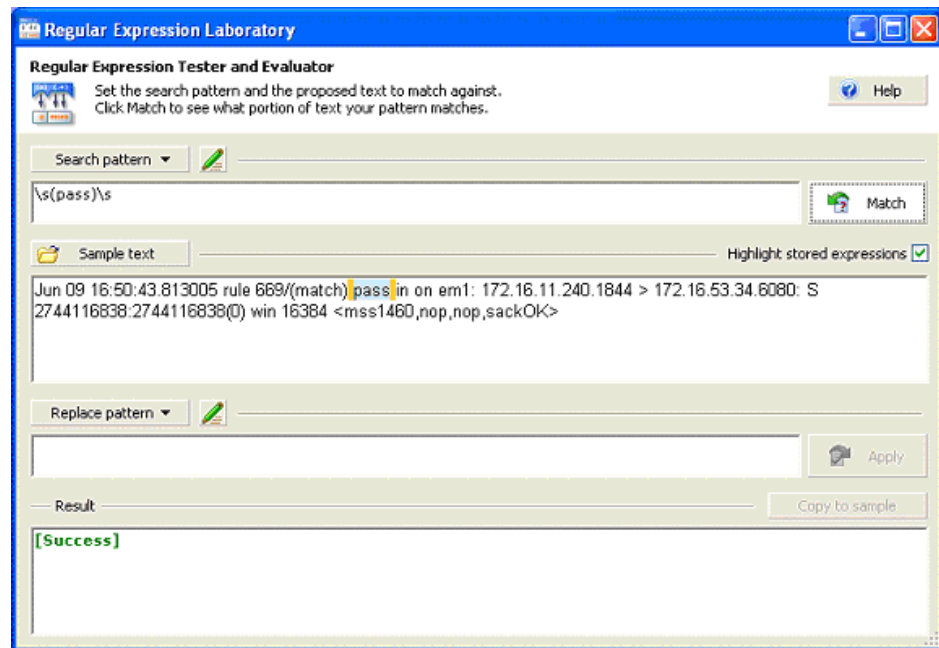 Regular Expression Laboratory
Regular Expression Tester and Evaluator
Set the search pattern and the proposed text to match against.
Click Match to see what portion of text your pattern matches.
Help
Search pattern
\s(pass)\s
Match
Sample text
Highlight stored expressions
Jun 09 16:50:43.813005 rule 669/(match) pass in on em1: 172.16.11.240.1844 > 172.16.53.34.6080: S
2744116838:2744116838(0) win 16384 <mss1460,nop,nop,sackOK>
Replace pattern
Apply
Result
Copy to sample
[Success]